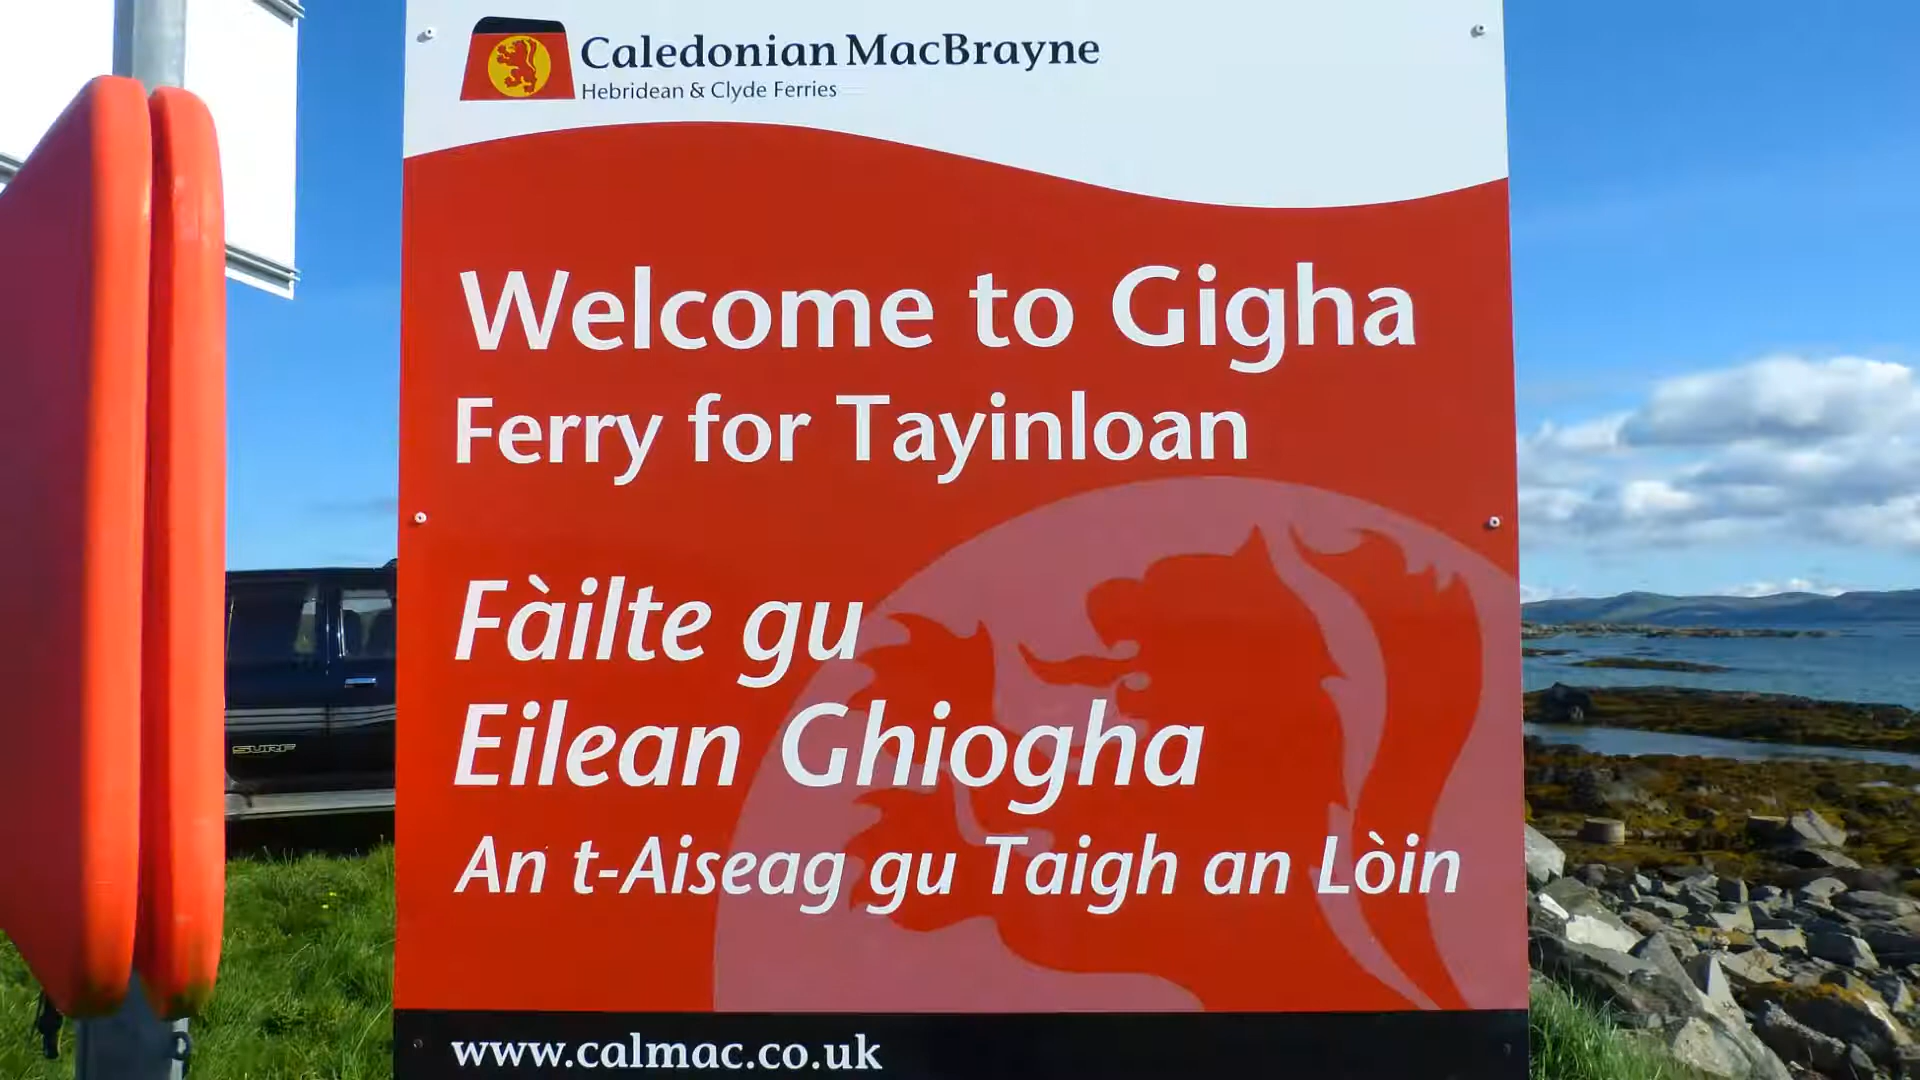 Caledonian MacBrayne
Hebridean & Clyde Ferries
Welcome to Gigha
Ferry for Tayinloan
Fàilte gu
Eilean Ghiogha
An t-Aiseag gu Taigh an Lòin
www.calmac.co.uk
SURF